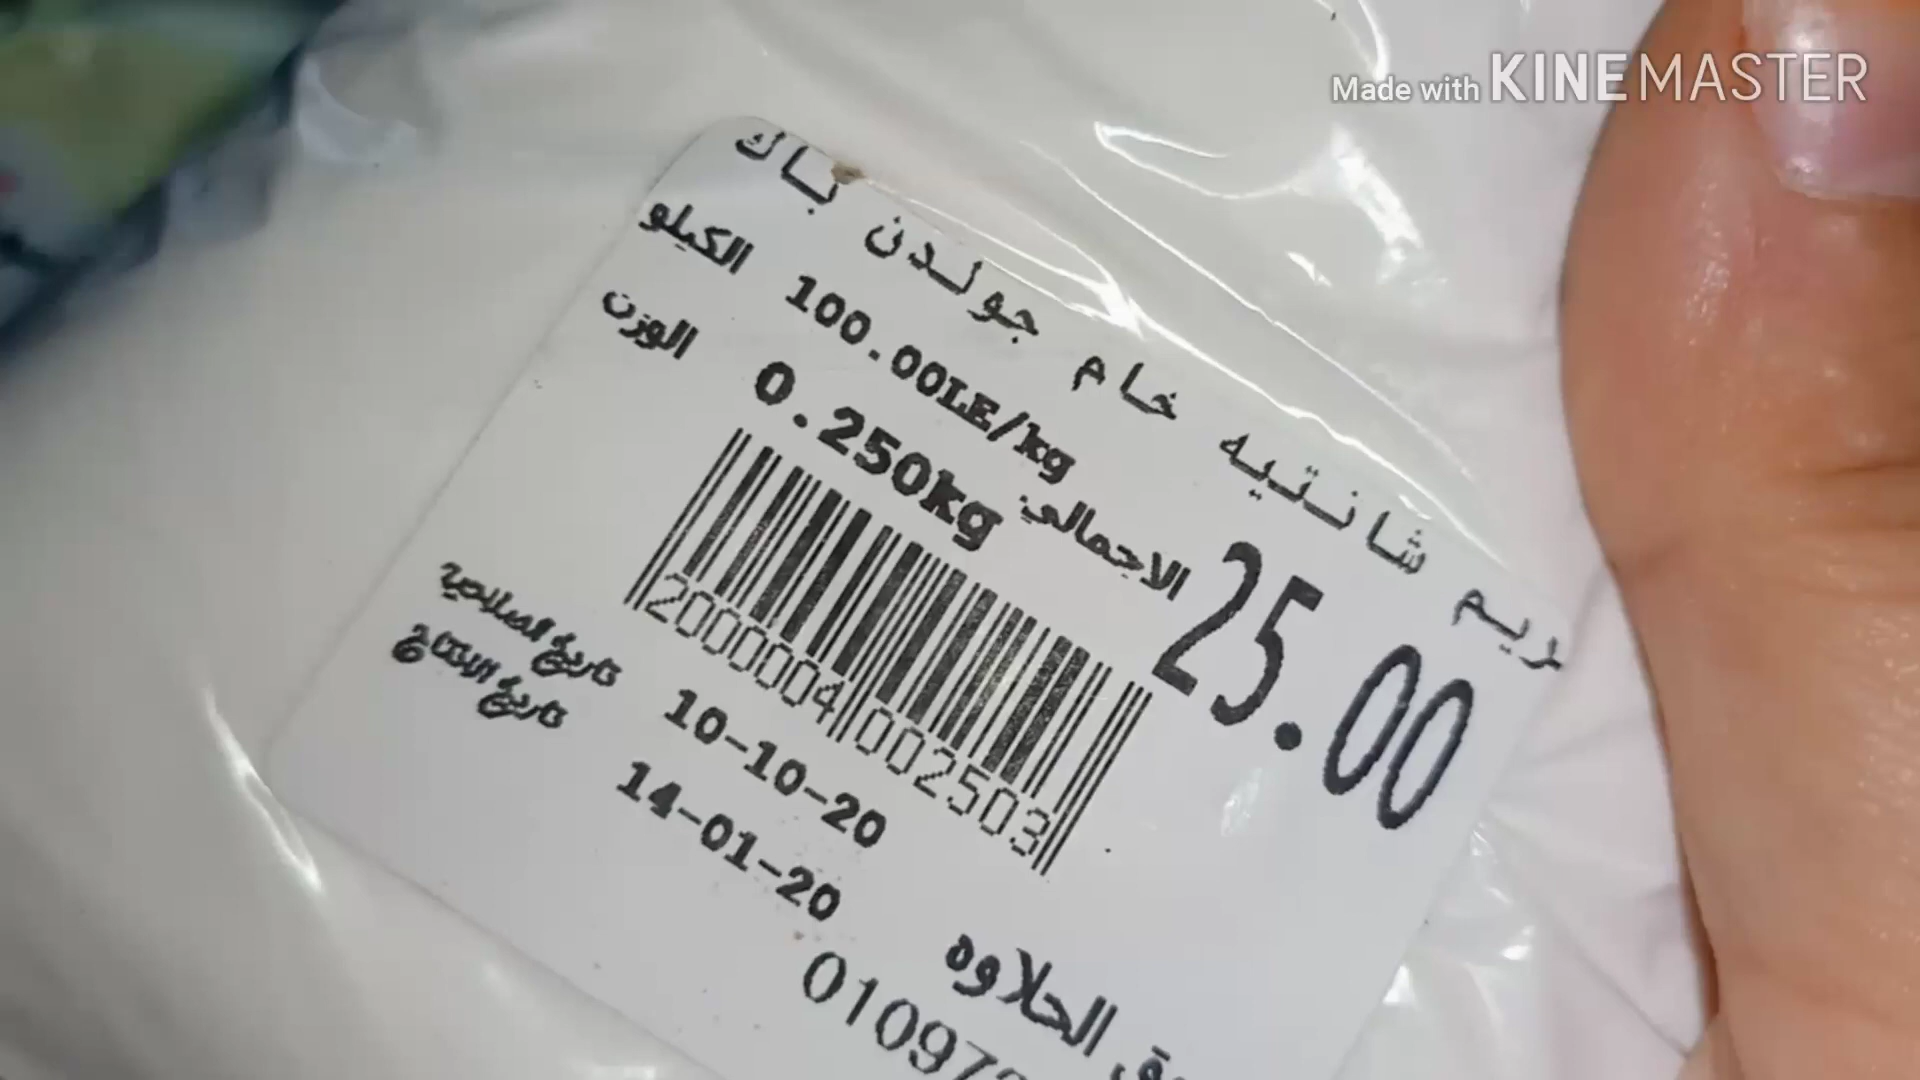 Made with KINEMASTER
كريم شانتيه خام جولدن باك
100.00LE/kg الكيلو
0.250kg الوزن
الاجمالي 25.00
2000004002503
تاريخ الصلاحية 10-10-20
تاريخ الانتاج 14-01-20
الحلاوه
01097